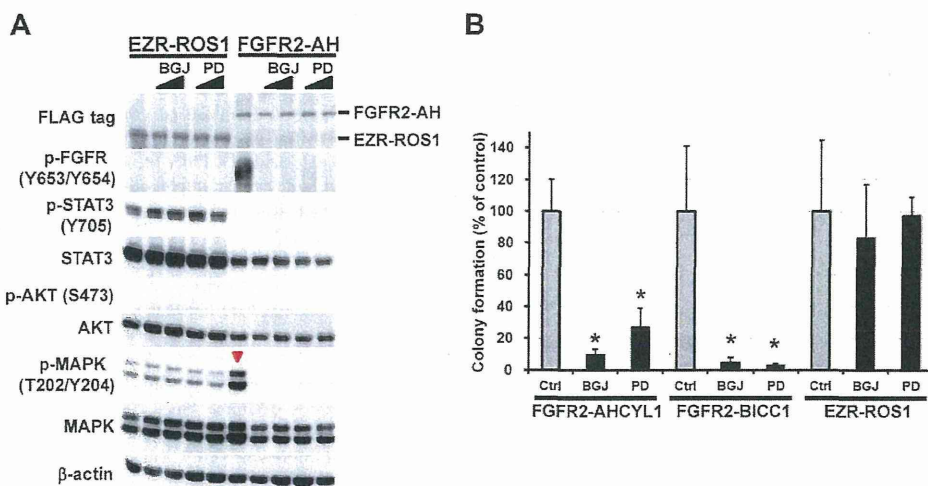 A
EZR-ROS1 FGFR2-AH
BGJ PD BGJ PD
FLAG tag
FGFR2-AH
EZR-ROS1
p-FGFR
(Y653/Y654)
p-STAT3
(Y705)
STAT3
p-AKT (S473)
AKT
p-MAPK
(T202/Y204)
MAPK
β-actin
B
Colony formation (% of control)
140
120
100
80
60
40
20
0
* * * *
Ctrl BGJ PD Ctrl BGJ PD Ctrl BGJ PD
FGFR2-AHCYL1 FGFR2-BICC1 EZR-ROS1